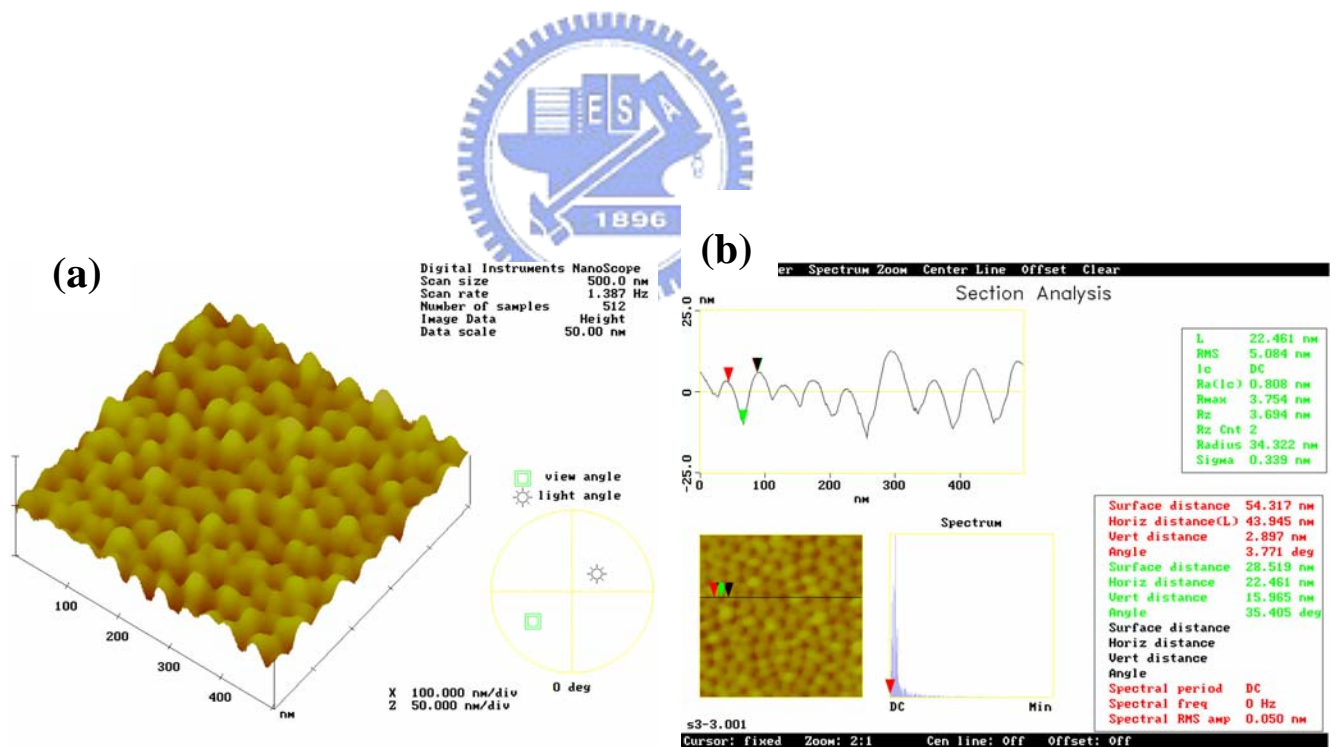 E S A
1896
(a)
Digital Instruments NanoScope
Scan size 500.0 nm
Scan rate 1.387 Hz
Number of samples 512
Image Data Height
Data scale 50.00 nm
view angle
light angle
0 deg
100
200
300
400
nm
X 100.000 nm/div
Z 50.000 nm/div
(b)
er Spectrum Zoom Center Line Offset Clear
Section Analysis
nm
25.0
0
-25.0
0 100 200 300 400
nm
L 22.461 nm
RMS 5.084 nm
lc DC
Ra(lc) 0.808 nm
Rmax 3.754 nm
Rz 3.694 nm
Rz Cnt 2
Radius 34.322 nm
Sigma 0.339 nm
Spectrum
DC Min
Surface distance 54.317 nm
Horiz distance(L) 43.945 nm
Vert distance 2.897 nm
Angle 3.771 deg
Surface distance 28.519 nm
Horiz distance 22.461 nm
Vert distance 15.965 nm
Angle 35.405 deg
Surface distance
Horiz distance
Vert distance
Angle
Spectral period DC
Spectral freq 0 Hz
Spectral RMS amp 0.050 nm
s3-3.001
Cursor: fixed Zoom: 2:1 Cen line: Off Offset: Off